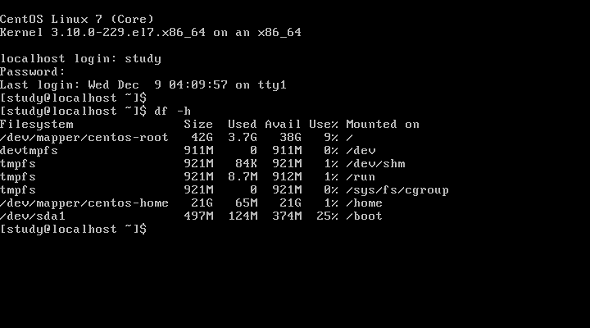 CentOS Linux 7 (Core)
Kernel 3.10.0-229.el7.x86_64 on an x86_64
localhost login: study
Password:
Last login: Wed Dec  9 04:09:57 on tty1
[study@localhost ~]$
[study@localhost ~]$ df -h
Filesystem               Size  Used Avail Use% Mounted on
/dev/mapper/centos-root   42G  3.7G   38G   9% /
devtmpfs                 911M     0  911M   0% /dev
tmpfs                    921M   84K  921M   1% /dev/shm
tmpfs                    921M  8.7M  912M   1% /run
tmpfs                    921M     0  921M   0% /sys/fs/cgroup
/dev/mapper/centos-home   21G   65M   21G   1% /home
/dev/sda1                497M  124M  374M  25% /boot
[study@localhost ~]$